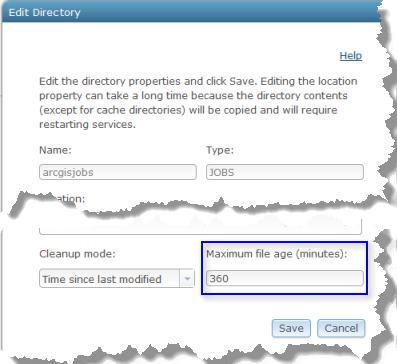 Edit Directory
Help
Edit the directory properties and click Save. Editing the location
property can take a long time because the directory contents
(except for cache directories) will be copied and will require
restarting services.
Name: Type:
arcgisjobs JOBS
Cleanup mode: Maximum file age (minutes):
Time since last modified 360
Save Cancel